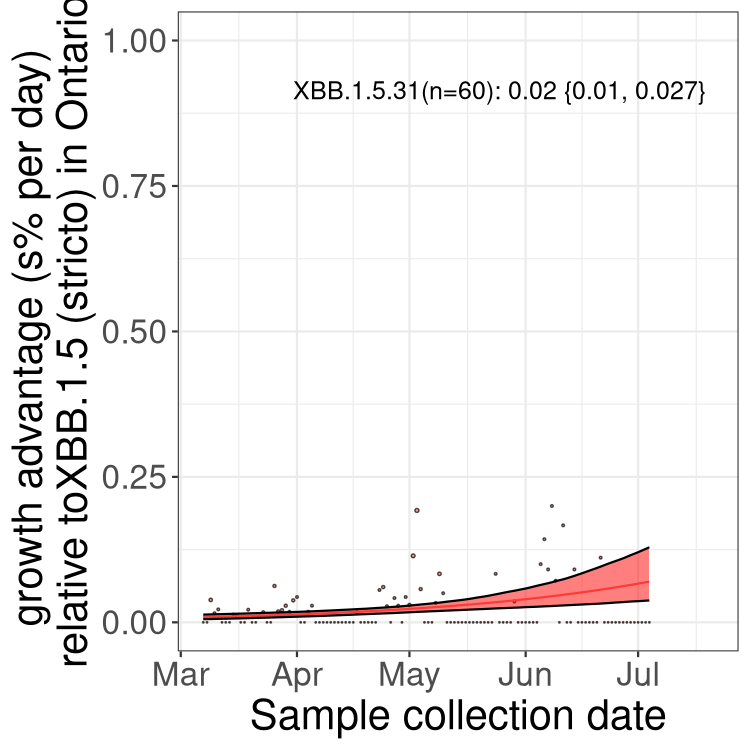 growth advantage (s% per day)
relative toXBB.1.5 (stricto) in Ontario
1.00
XBB.1.5.31(n=60): 0.02 {0.01, 0.027}
0.75
0.50
0.25
0.00
Mar Apr May Jun Jul
Sample collection date